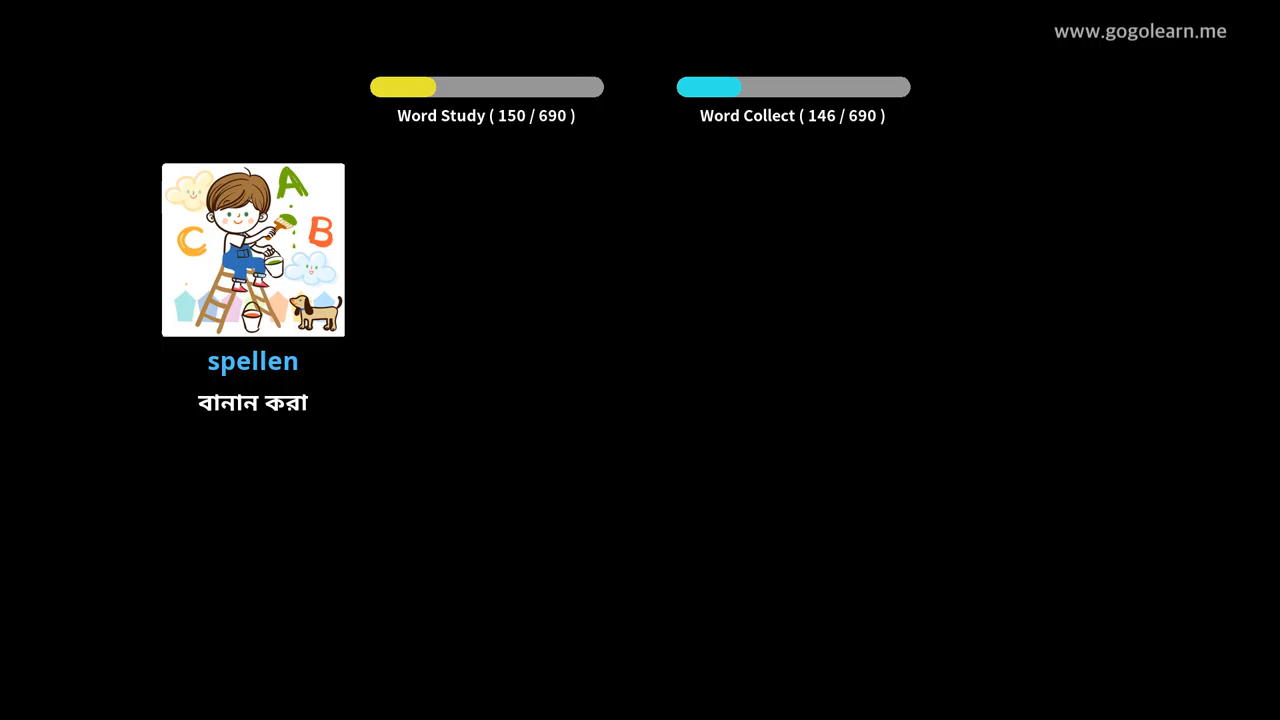 www.gogolearn.me
Word Study ( 150 / 690 )
Word Collect ( 146 / 690 )
A
B
C
spellen
বানান করা